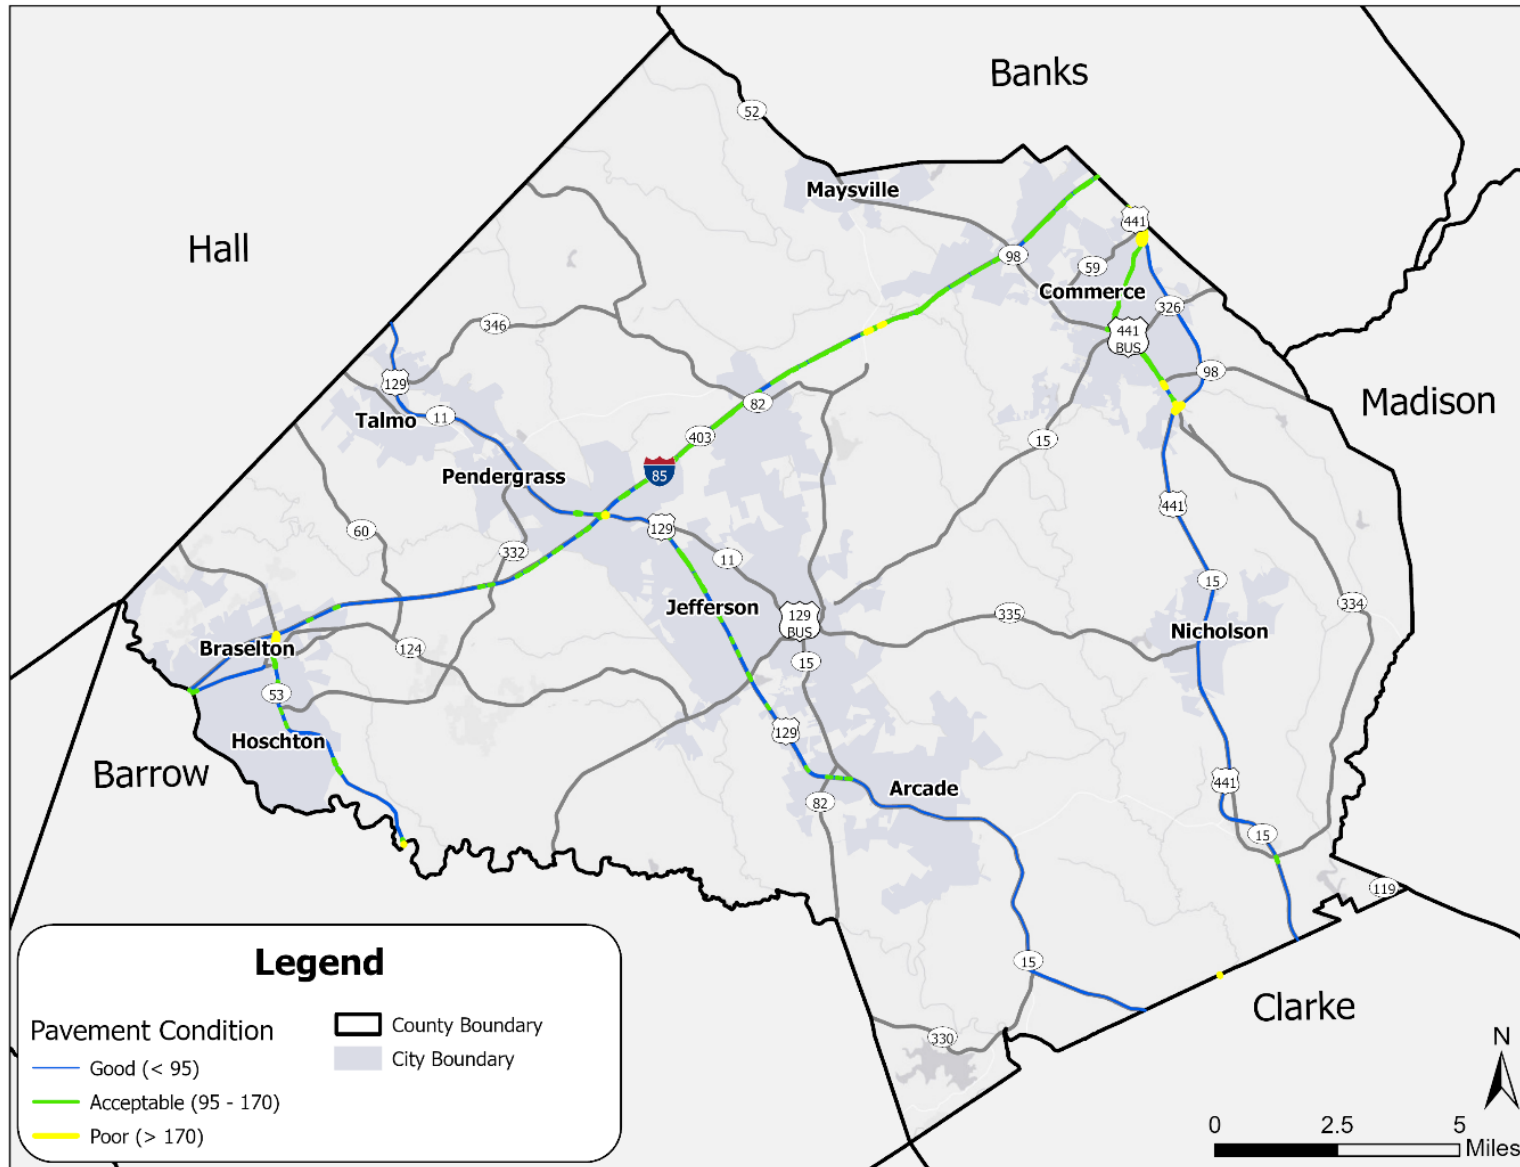 Banks
52
Maysville
441
Hall
98
59
Commerce
326
346
441
BUS
129
98
Talmo
11
82
Madison
403
15
Pendergrass
85
441
60
129
332
11
15
Jefferson
334
129
BUS
335
Nicholson
Braselton
124
15
53
129
Hoschton
Barrow
441
Arcade
82
15
119
Legend
15
Clarke
Pavement Condition
County Boundary
330
N
City Boundary
Good (< 95)
Acceptable (95 - 170)
Poor (> 170)
0
2.5
5
Miles